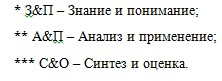 * З&П – Знание и понимание;
** А&П – Анализ и применение;
*** С&О – Синтез и оценка.